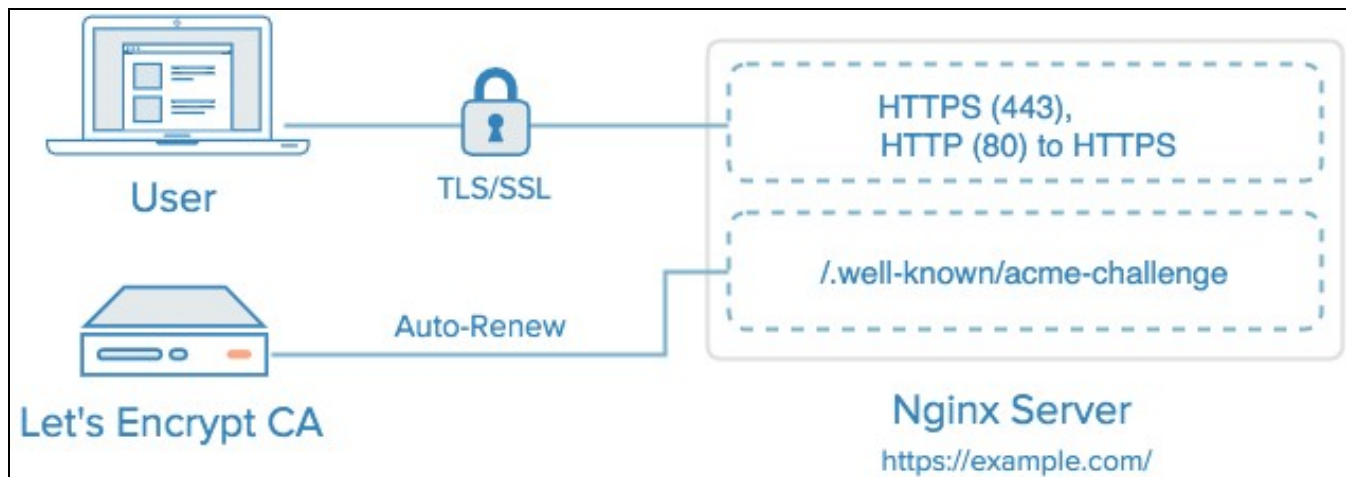 HTTPS (443),
HTTP (80) to HTTPS
User
TLS/SSL
/.well-known/acme-challenge
Auto-Renew
Let's Encrypt CA
Nginx Server
https://example.com/